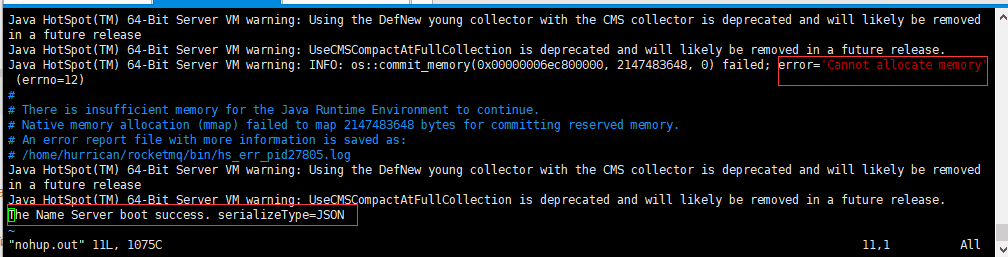 Java HotSpot(TM) 64-Bit Server VM warning: Using the DefNew young collector with the CMS collector is deprecated and will likely be removed
in a future release
Java HotSpot(TM) 64-Bit Server VM warning: UseCMSCompactAtFullCollection is deprecated and will likely be removed in a future release.
Java HotSpot(TM) 64-Bit Server VM warning: INFO: os::commit_memory(0x00000006ec800000, 2147483648, 0) failed; error='Cannot allocate memory'
(errno=12)
#
# There is insufficient memory for the Java Runtime Environment to continue.
# Native memory allocation (mmap) failed to map 2147483648 bytes for committing reserved memory.
# An error report file with more information is saved as:
# /home/hurrican/rocketmq/bin/hs_err_pid27805.log
Java HotSpot(TM) 64-Bit Server VM warning: Using the DefNew young collector with the CMS collector is deprecated and will likely be removed
in a future release
Java HotSpot(TM) 64-Bit Server VM warning: UseCMSCompactAtFullCollection is deprecated and will likely be removed in a future release.
The Name Server boot success. serializeType=JSON
~
"nohup.out" 11L, 1075C 11,1 All